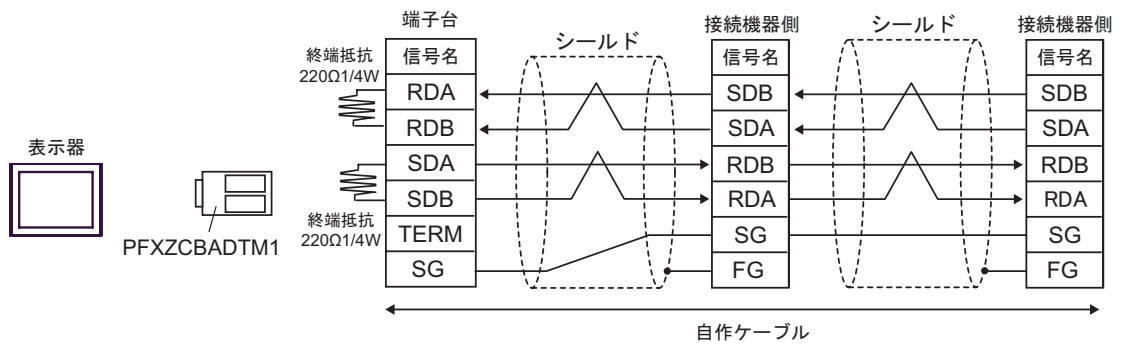 端子台
接続機器側
接続機器側
シールド
シールド
終端抵抗
220Ω1/4W
信号名
信号名
信号名
RDA
SDB
SDB
RDB
SDA
SDA
表示器
SDA
RDB
RDB
SDB
RDA
RDA
終端抵抗
220Ω1/4W
TERM
SG
SG
PFXZCBADTM1
SG
FG
FG
自作ケーブル